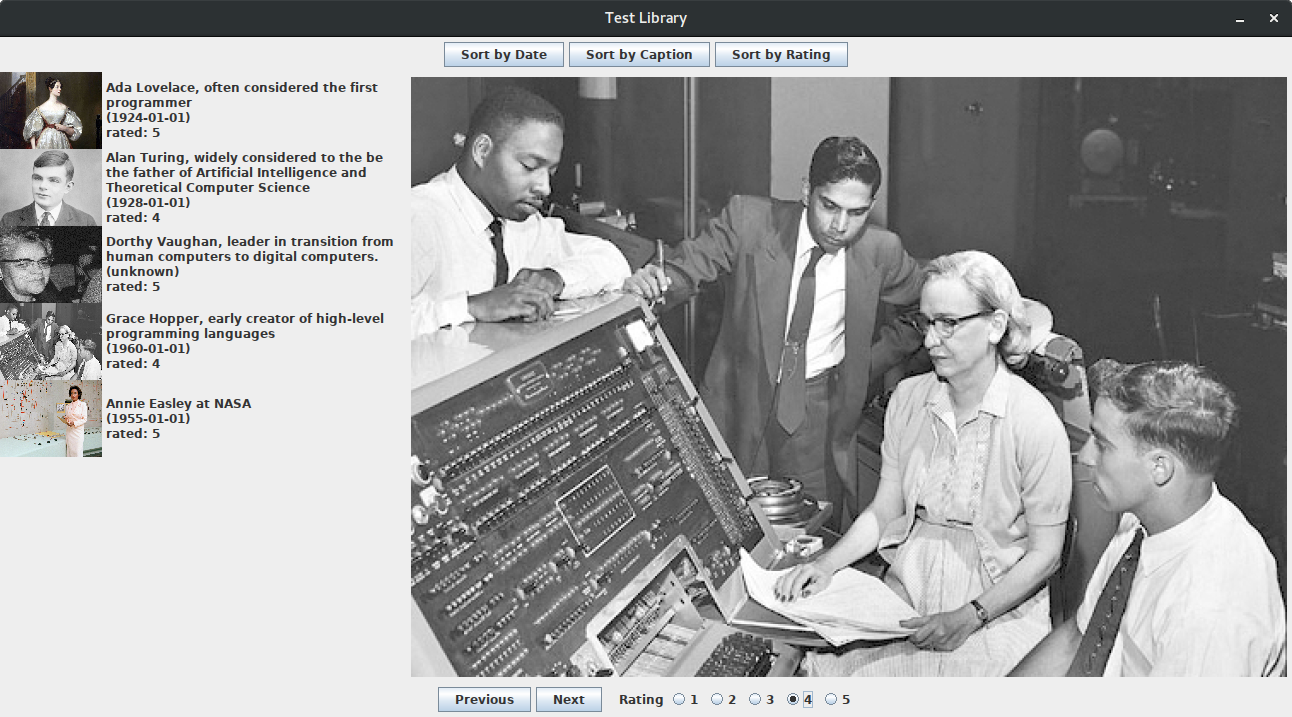 Test Library
Sort by Date
Sort by Caption
Sort by Rating
Ada Lovelace, often considered the first
programmer
(1924-01-01)
rated: 5
Alan Turing, widely considered to the be
the father of Artificial Intelligence and
Theoretical Computer Science
(1928-01-01)
rated: 4
Dorthy Vaughan, leader in transition from
human computers to digital computers.
(unknown)
rated: 5
Grace Hopper, early creator of high-level
programming languages
(1960-01-01)
rated: 4
Annie Easley at NASA
(1955-01-01)
rated: 5
Previous
Next
Rating 1 2 3 4 5